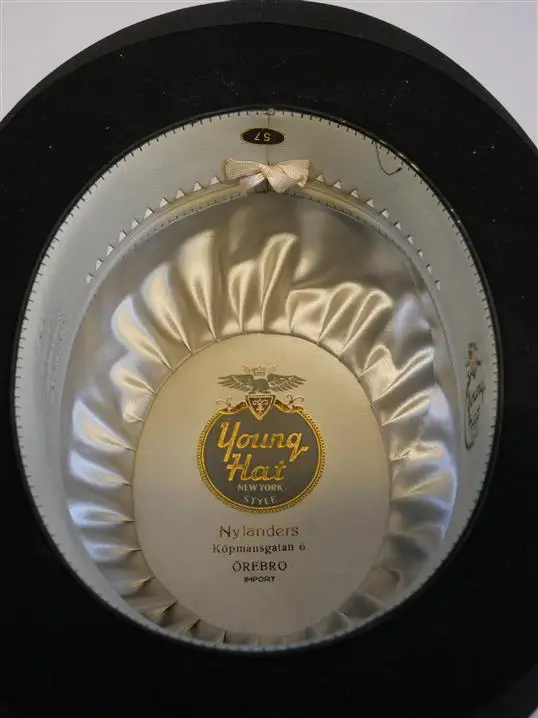 57
Young
Hat
NEW YORK
STYLE
Nylanders
Köpmansgatan 6
ÖREBRO
IMPORT